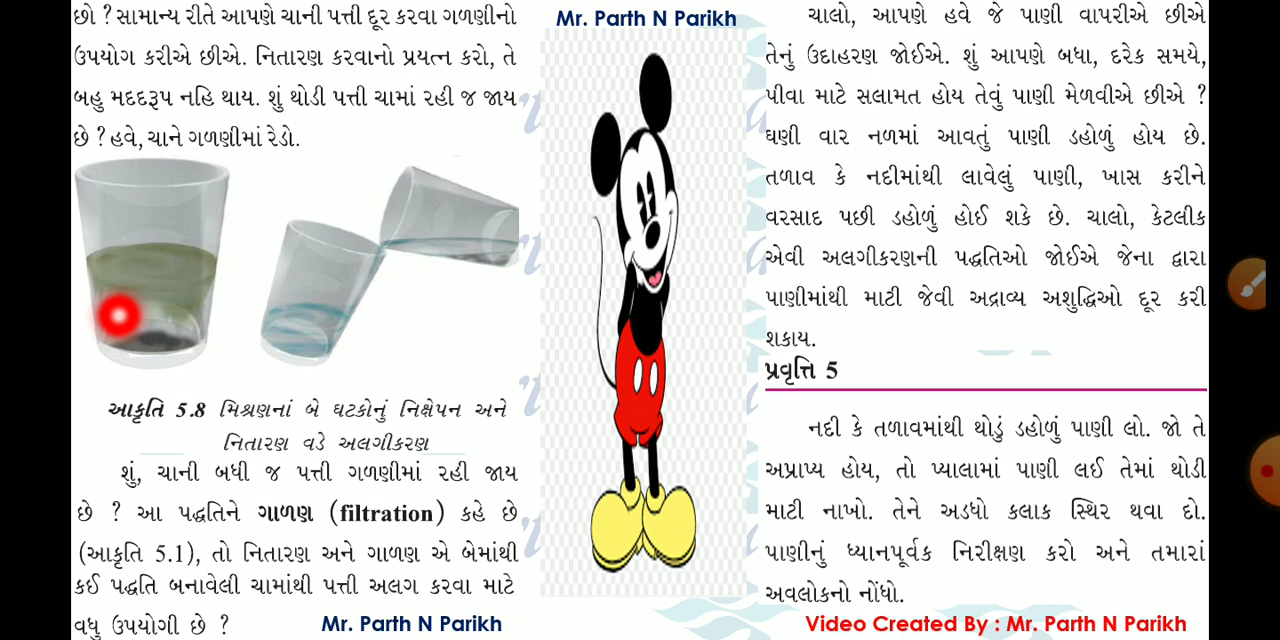 છો ? સામાન્ય રીતે આપણે ચાની પત્તી દૂર કરવા ગળણીનો
ઉપયોગ કરીએ છીએ. નિતારણ કરવાનો પ્રયત્ન કરો, તે
બહુ મદદરૂપ નહિ થાય. શું થોડી પત્તી ચામાં રહી જ જાય
છે ? હવે, ચાને ગળણીમાં રેડો.
આકૃતિ 5.8 મિશ્રણનાં બે ઘટકોનું નિક્ષેપન અને
નિતારણ વડે અલગીકરણ
શું, ચાની બધી જ પત્તી ગળણીમાં રહી જાય
છે ? આ પદ્ધતિને ગાળણ (filtration) કહે છે
(આકૃતિ 5.1), તો નિતારણ અને ગાળણ એ બેમાંથી
કઈ પદ્ધતિ બનાવેલી ચામાંથી પત્તી અલગ કરવા માટે
વધુ ઉપયોગી છે ?
Mr. Parth N Parikh
Mr. Parth N Parikh
ચાલો, આપણે હવે જે પાણી વાપરીએ છીએ
તેનું ઉદાહરણ જોઈએ. શું આપણે બધા, દરેક સમયે,
પીવા માટે સલામત હોય તેવું પાણી મેળવીએ છીએ ?
ઘણી વાર નળમાં આવતું પાણી ડહોળું હોય છે.
તળાવ કે નદીમાંથી લાવેલું પાણી, ખાસ કરીને
વરસાદ પછી ડહોળું હોઈ શકે છે. ચાલો, કેટલીક
એવી અલગીકરણની પદ્ધતિઓ જોઈએ જેના દ્વારા
પાણીમાંથી માટી જેવી અદ્રાવ્ય અશુદ્ધિઓ દૂર કરી
શકાય.
પ્રવૃત્તિ 5
નદી કે તળાવમાંથી થોડું ડહોળું પાણી લો. જો તે
અપ્રાપ્ય હોય, તો પ્યાલામાં પાણી લઈ તેમાં થોડી
માટી નાખો. તેને અડધો કલાક સ્થિર થવા દો.
પાણીનું ધ્યાનપૂર્વક નિરીક્ષણ કરો અને તમારાં
અવલોકનો નોંધો.
Video Created By : Mr. Parth N Parikh